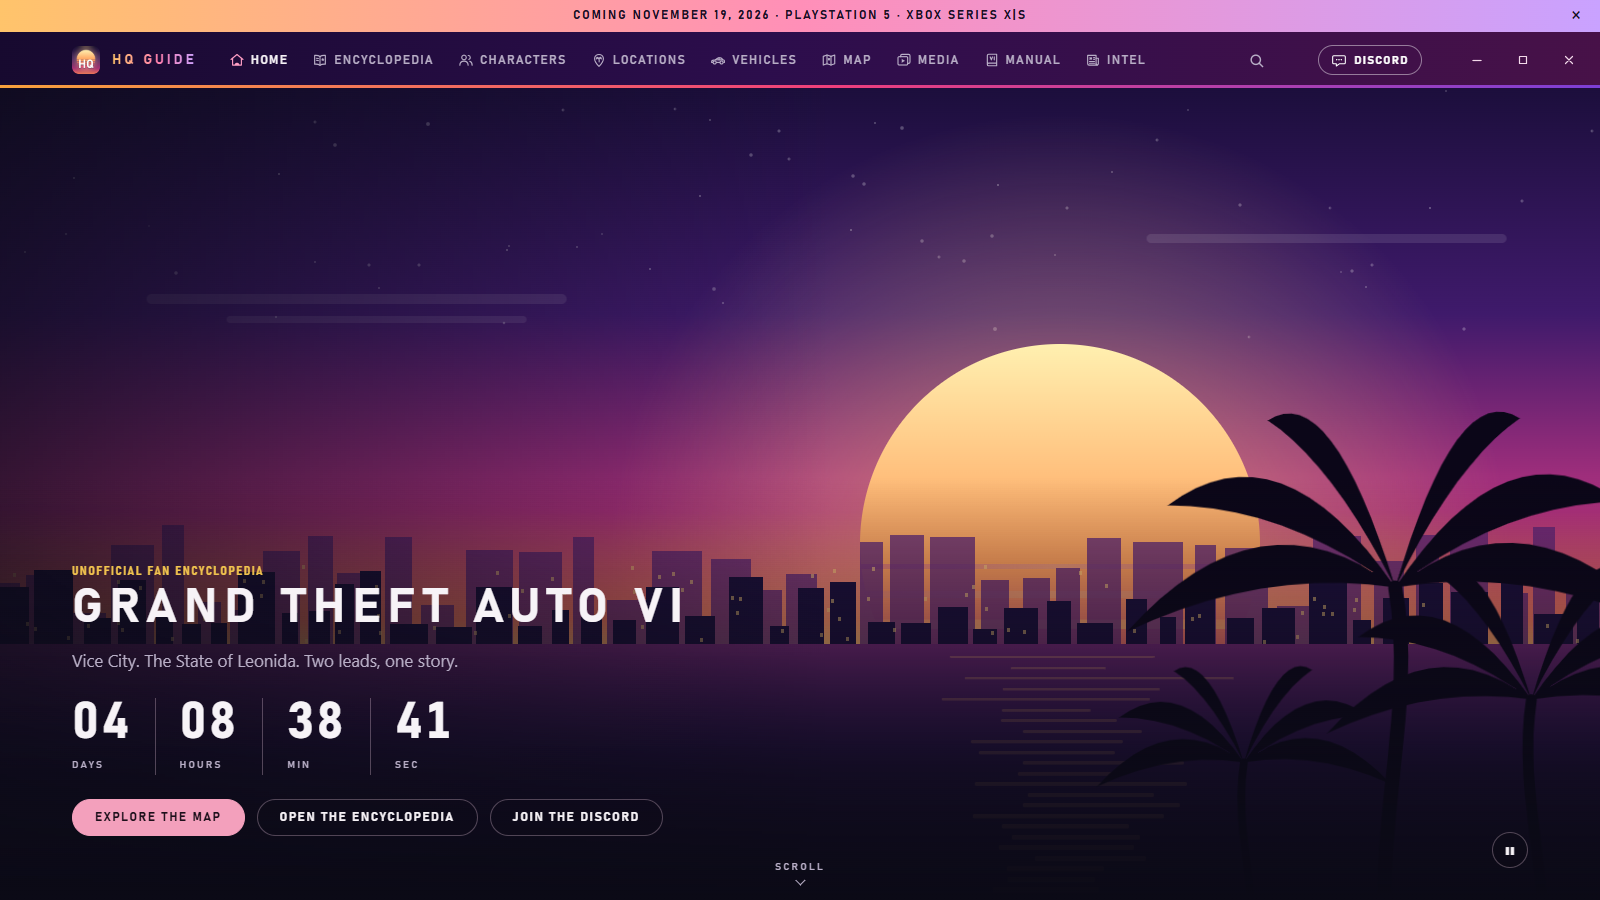 COMING NOVEMBER 19, 2026 · PLAYSTATION 5 · XBOX SERIES X|S
HQ
HQ GUIDE
HOME
ENCYCLOPEDIA
CHARACTERS
LOCATIONS
VEHICLES
MAP
MEDIA
MANUAL
INTEL
DISCORD
UNOFFICIAL FAN ENCYCLOPEDIA
GRAND THEFT AUTO VI
Vice City. The State of Leonida. Two leads, one story.
04 08 38 41
DAYS HOURS MIN SEC
EXPLORE THE MAP
OPEN THE ENCYCLOPEDIA
JOIN THE DISCORD
SCROLL